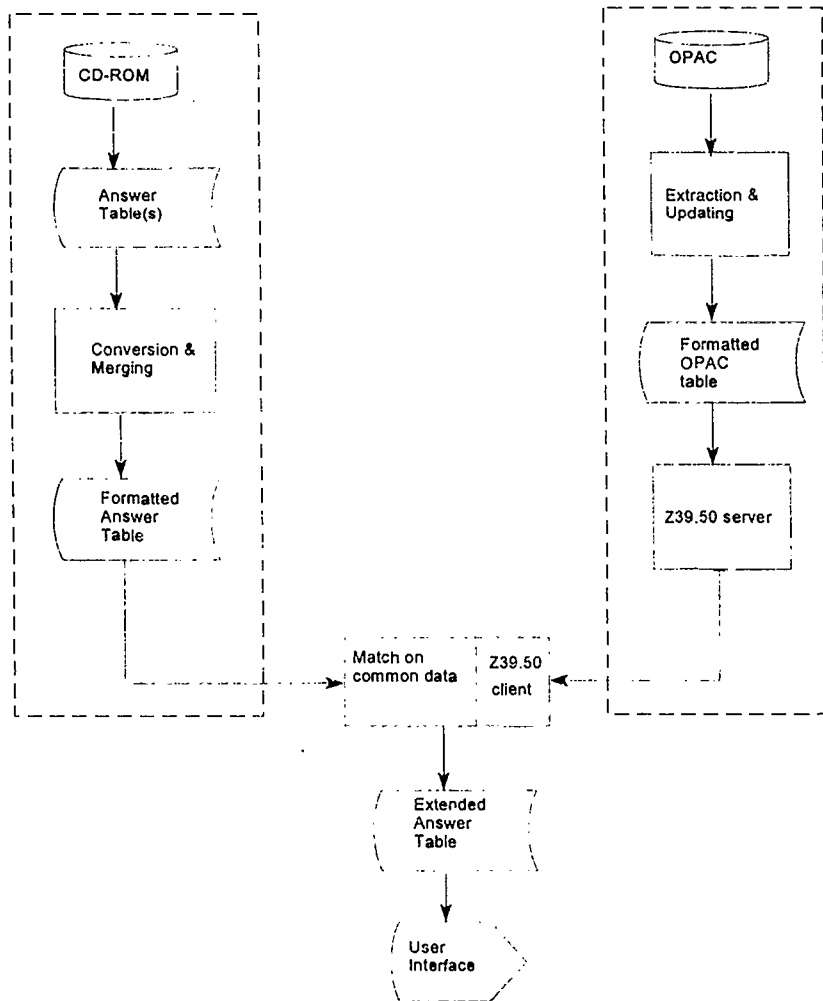 CD-ROM
Answer
Table(s)
Conversion &
Merging
Formatted
Answer
Table
OPAC
Extraction &
Updating
Formatted
OPAC
table
Z39.50 server
Match on
common data
Z39.50
client
Extended
Answer
Table
User
Interface